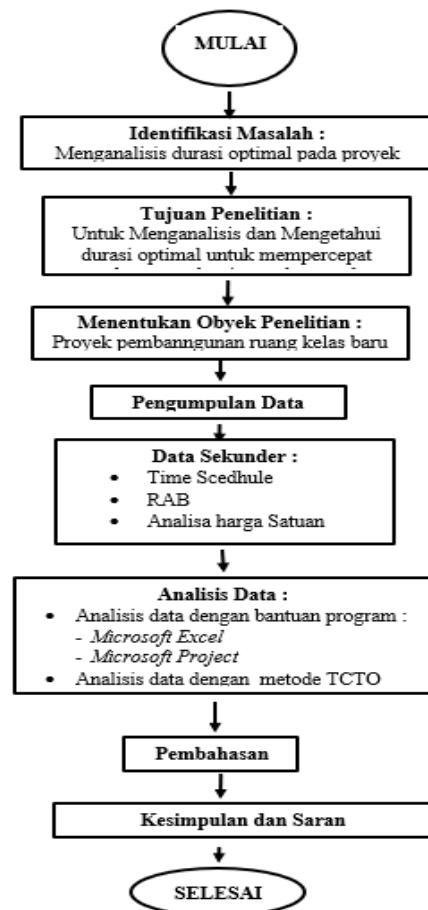 MULAI
Identifikasi Masalah :
Menganalisis durasi optimal pada proyek
Tujuan Penelitian :
Untuk Menganalisis dan Mengetahui
durasi optimal untuk mempercepat
Menentukan Obyek Penelitian :
Proyek pembanngunan ruang kelas baru
Pengumpulan Data
Data Sekunder :
• Time Scedhule
• RAB
• Analisa harga Satuan
Analisis Data :
• Analisis data dengan bantuan program :
- Microsoft Excel
- Microsoft Project
• Analisis data dengan metode TCTO
Pembahasan
Kesimpulan dan Saran
SELESAI